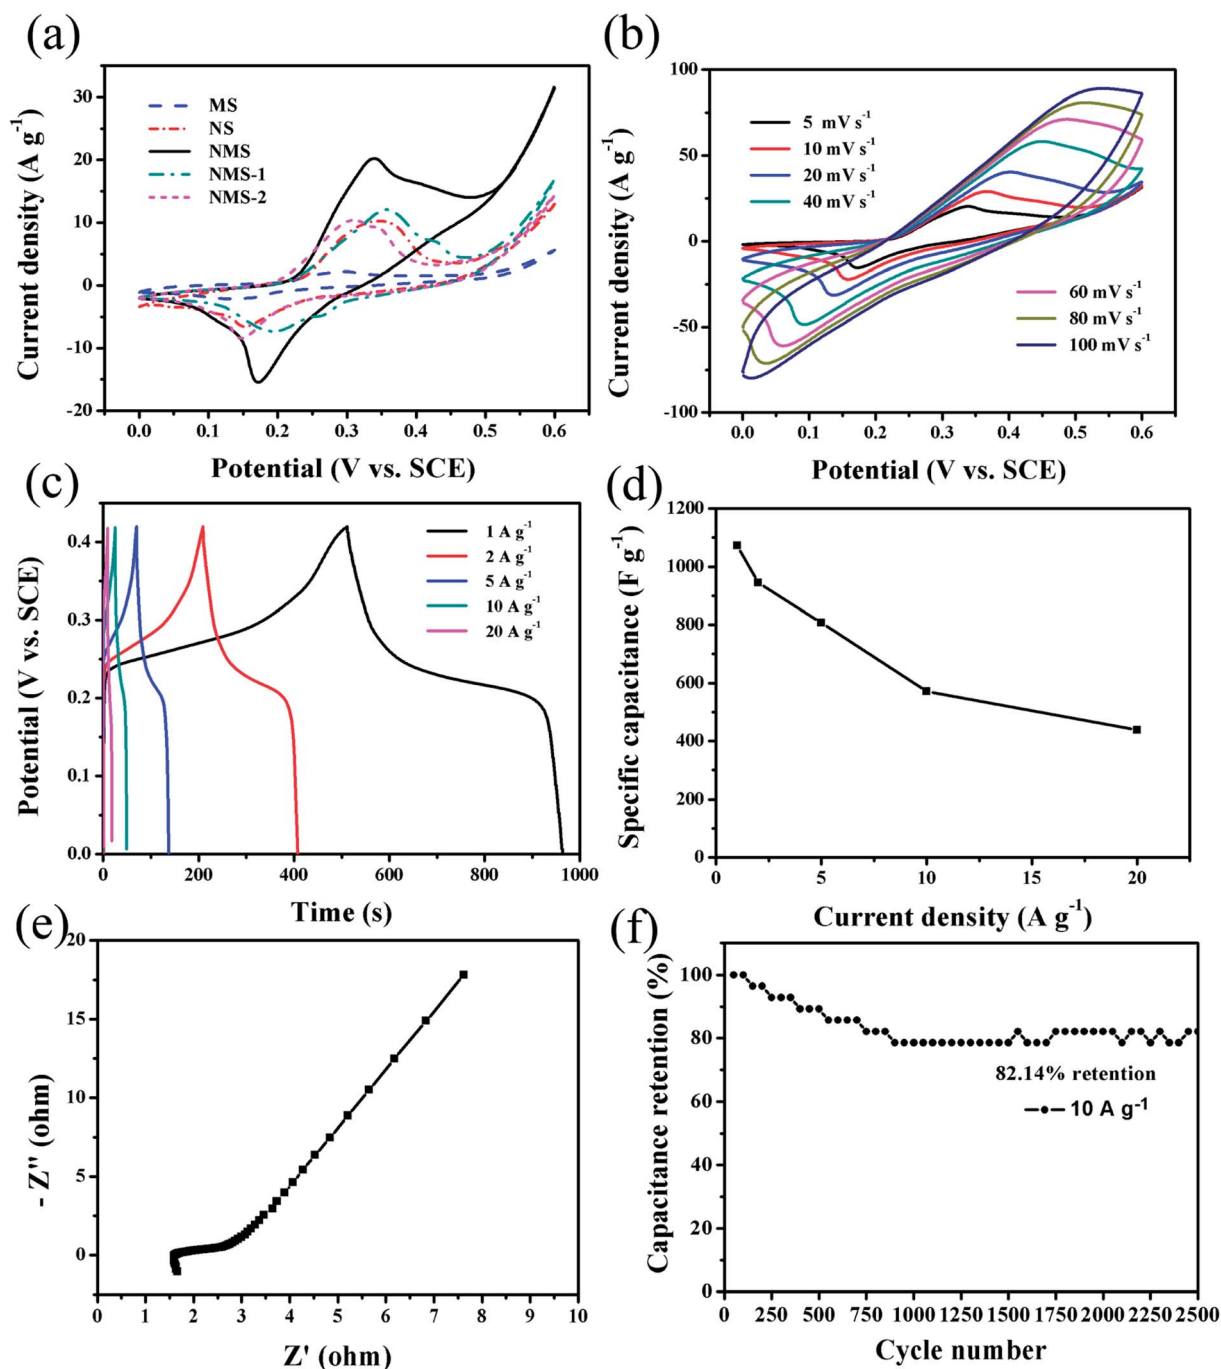 (a)
Current density (A g⁻¹)
30
20
10
0
-10
-20
MS
NS
NMS
NMS-1
NMS-2
0.0 0.1 0.2 0.3 0.4 0.5 0.6
Potential (V vs. SCE)
(b)
Current density (A g⁻¹)
100
50
0
-50
-100
5 mV s⁻¹
10 mV s⁻¹
20 mV s⁻¹
40 mV s⁻¹
60 mV s⁻¹
80 mV s⁻¹
100 mV s⁻¹
0.0 0.1 0.2 0.3 0.4 0.5 0.6
Potential (V vs. SCE)
(c)
Potential (V vs. SCE)
0.4
0.3
0.2
0.1
0.0
1 A g⁻¹
2 A g⁻¹
5 A g⁻¹
10 A g⁻¹
20 A g⁻¹
0 200 400 600 800 1000
Time (s)
(d)
Specific capacitance (F g⁻¹)
1200
1000
800
600
400
200
0
5 10 15 20
Current density (A g⁻¹)
(e)
- Z'' (ohm)
20
15
10
5
0
0 1 2 3 4 5 6 7 8 9 10
Z' (ohm)
(f)
Capacitance retention (%)
100
80
60
40
20
0
82.14% retention
10 A g⁻¹
0 250 500 750 1000 1250 1500 1750 2000 2250 2500
Cycle number